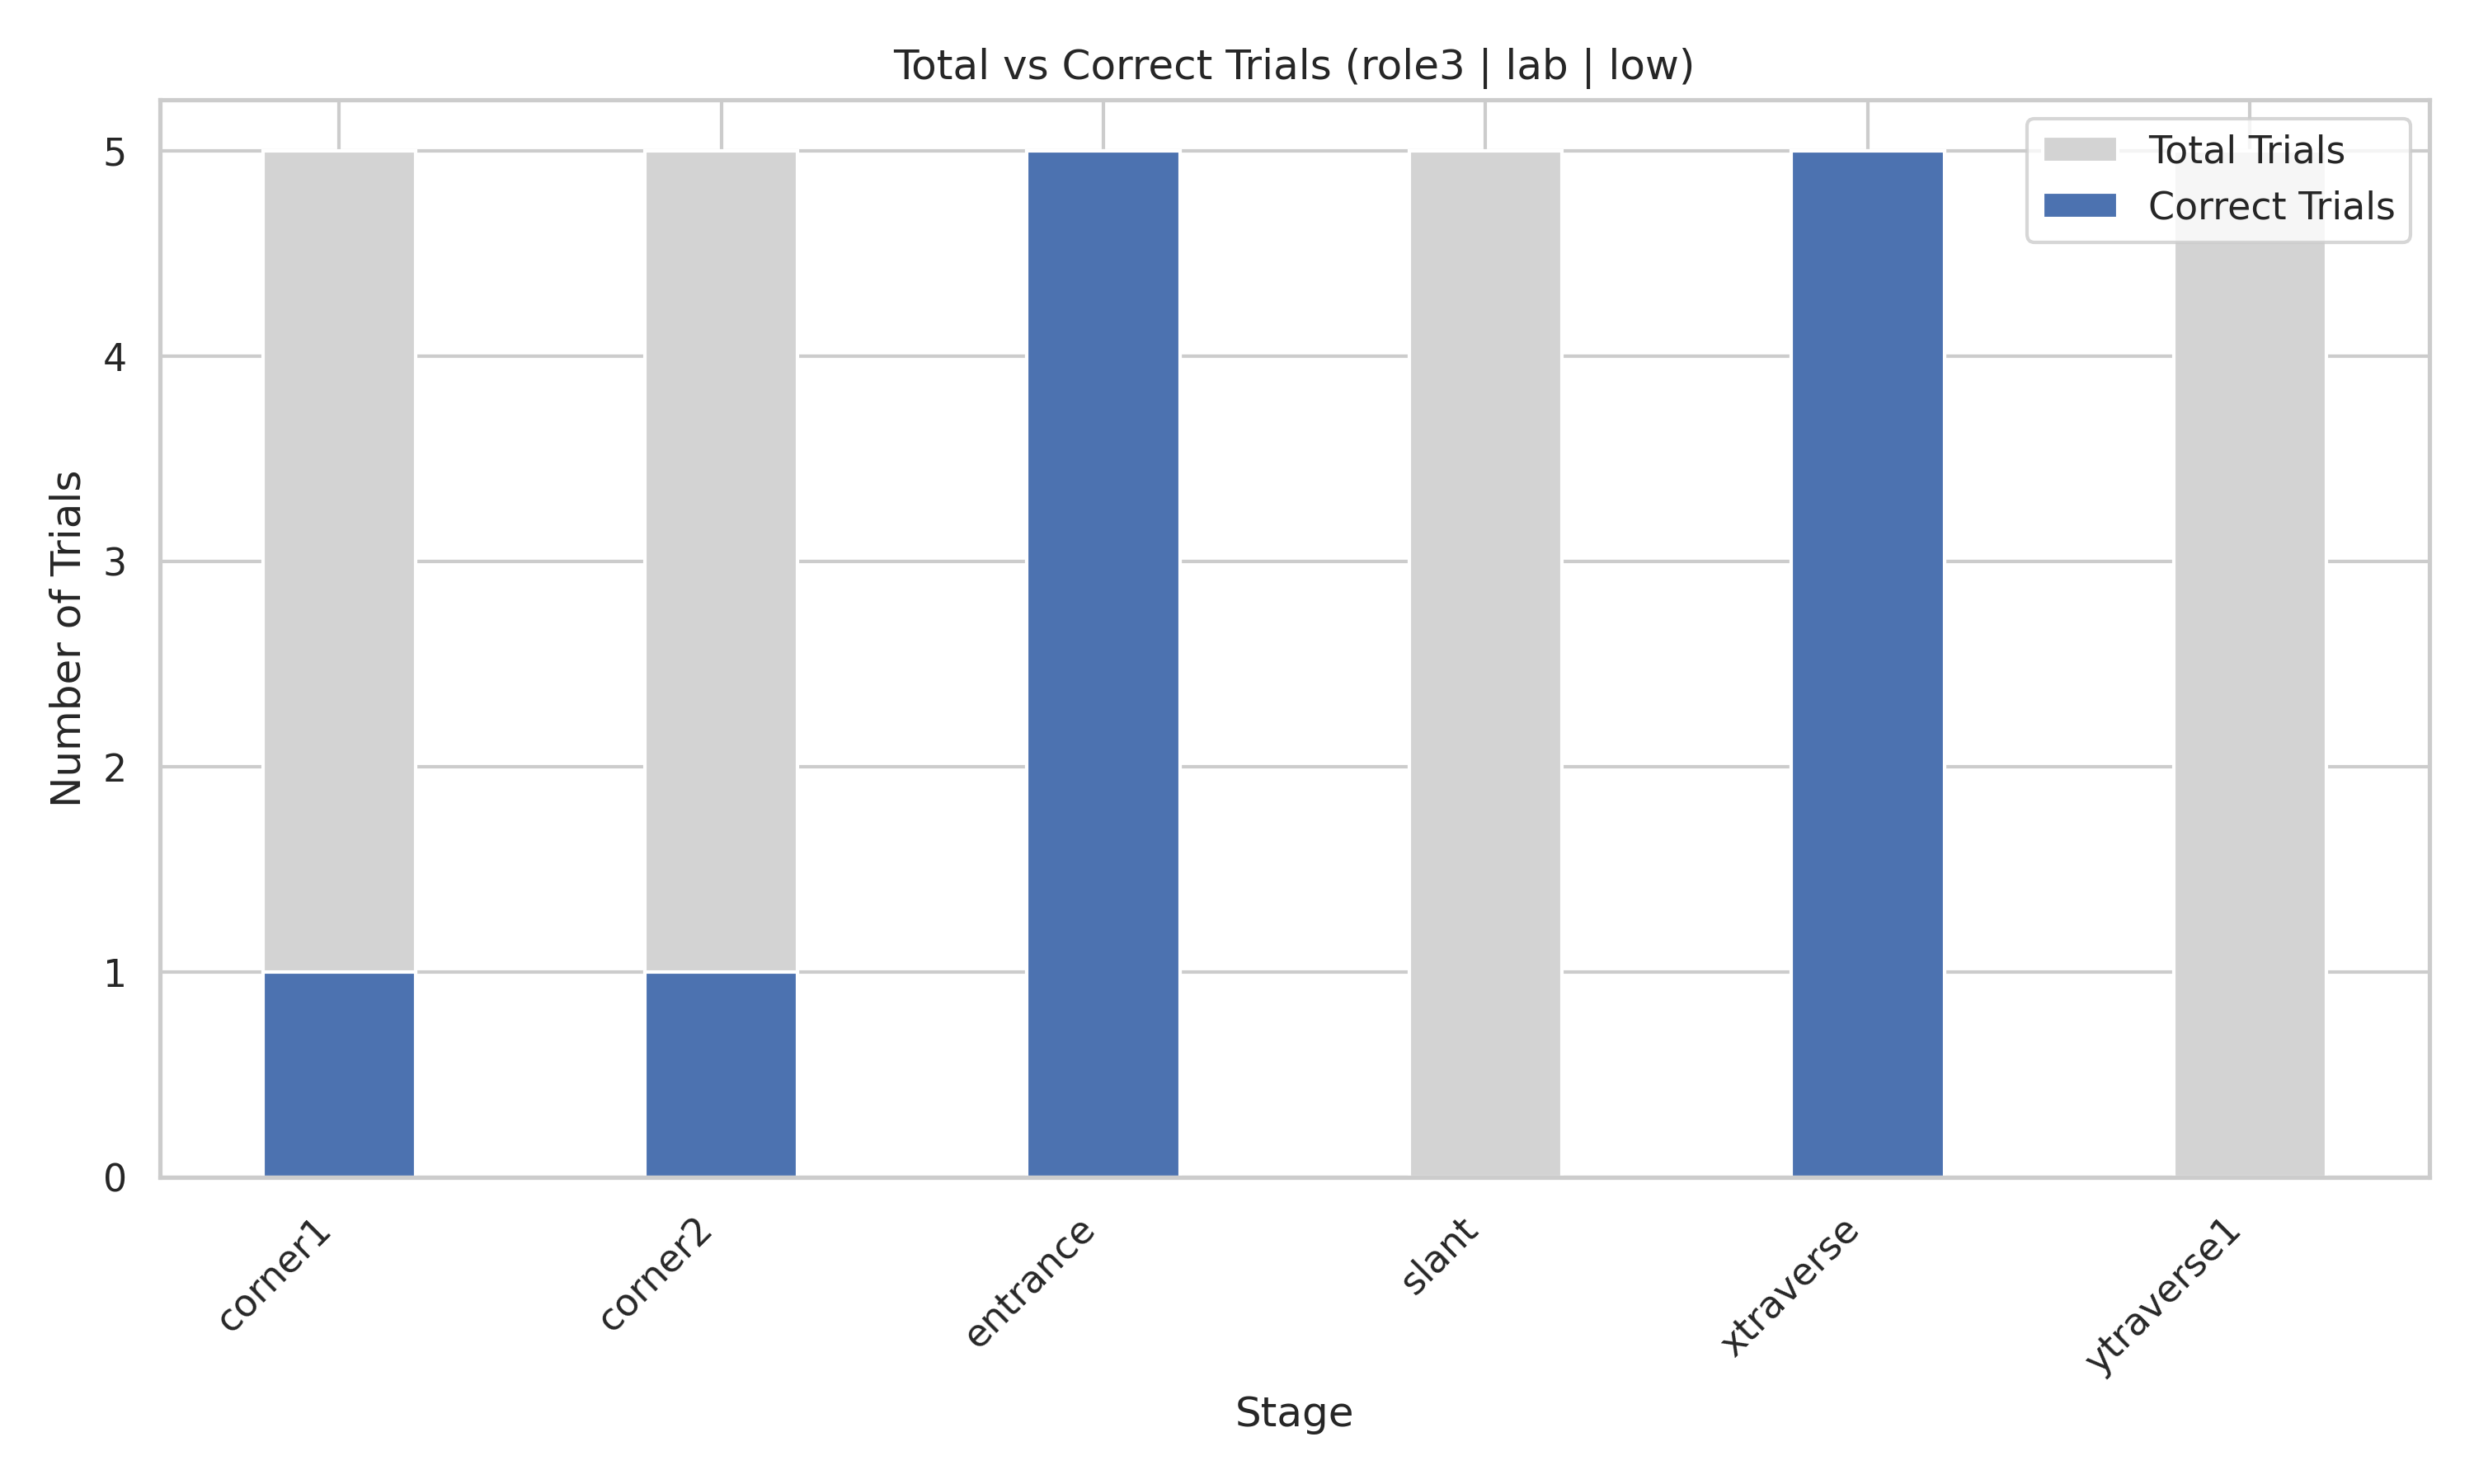 Total vs Correct Trials (role3 | lab | low)
Total Trials
Correct Trials
Number of Trials
5
4
3
2
1
0
corner1
corner2
entrance
slant
xtraverse
ytraverse1
Stage